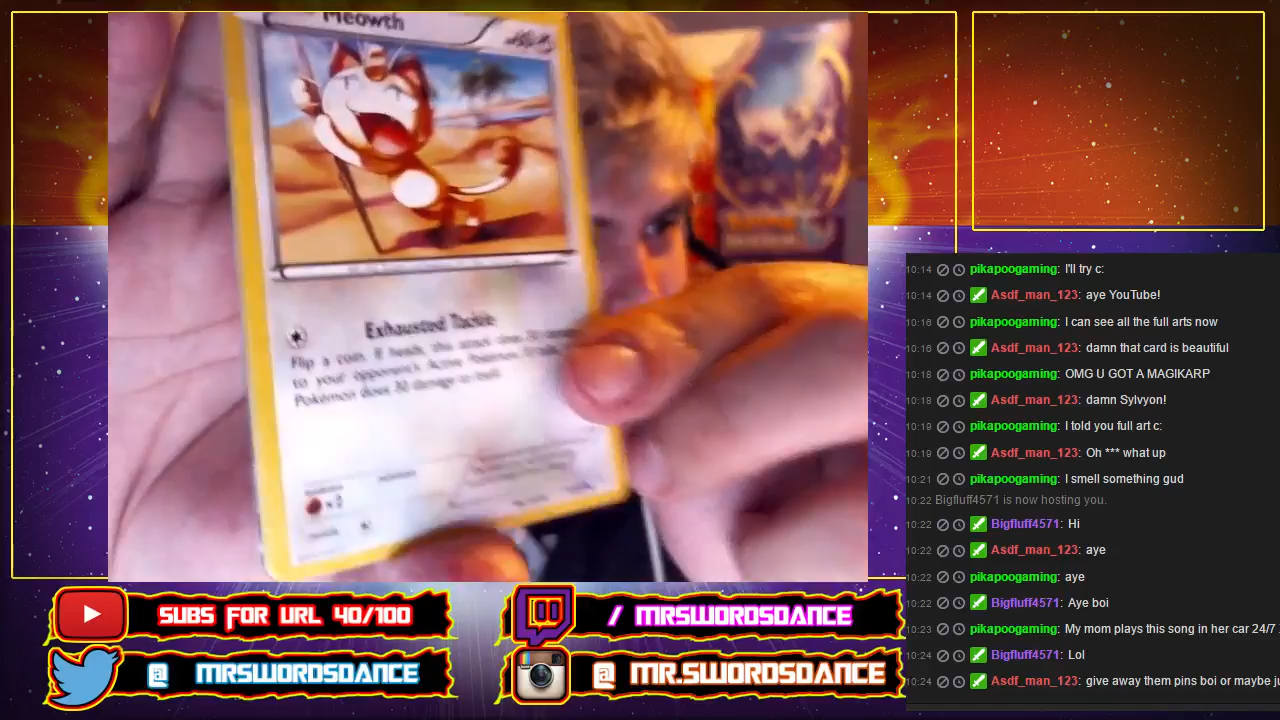 Meowth
Exhausted Tackle
Flip a coin. If heads, this attack does
to your opponent's Active Pokémon.
Pokémon does 30 damage to itself.
×2
10:14 pikapoogaming: I'll try c:
10:14 Asdf_man_123: aye YouTube!
10:16 pikapoogaming: I can see all the full arts now
10:16 Asdf_man_123: damn that card is beautiful
10:18 pikapoogaming: OMG U GOT A MAGIKARP
10:18 Asdf_man_123: damn Sylvyon!
10:19 pikapoogaming: I told you full art c:
10:19 Asdf_man_123: Oh *** what up
10:21 pikapoogaming: I smell something gud
10:22 Bigfluff4571 is now hosting you.
10:22 Bigfluff4571: Hi
10:22 Asdf_man_123: aye
10:22 pikapoogaming: aye
10:22 Bigfluff4571: Aye boi
10:23 pikapoogaming: My mom plays this song in her car 24/7
10:24 Bigfluff4571: Lol
10:24 Asdf_man_123: give away them pins boi or maybe ju
SUBS FOR URL 40/100
/ MRSWORDSDANCE
@ MRSWORDSDANCE
@ MR.SWORDSDANCE